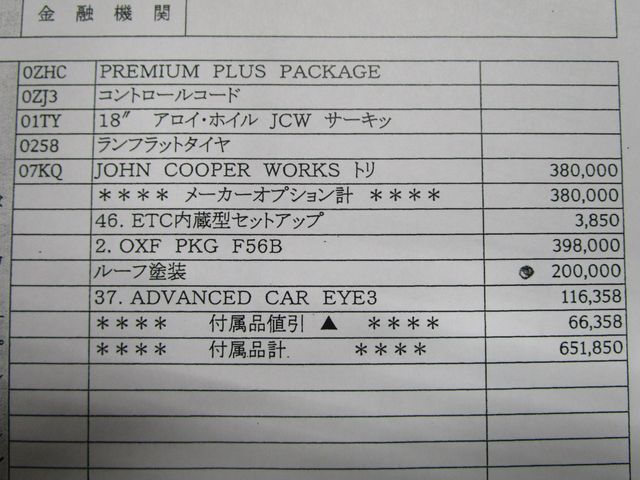 金融機関
0ZHC PREMIUM PLUS PACKAGE
0ZJ3 コントロールコード
01TY 18″ アロイ・ホイル JCW サーキッ
0258 ランフラットタイヤ
07KQ JOHN COOPER WORKS トリ 380,000
**** メーカーオプション計 **** 380,000
46. ETC内蔵型セットアップ 3,850
2. OXF PKG F56B 398,000
ルーフ塗装 200,000
37. ADVANCED CAR EYE3 116,358
**** 付属品値引 ▲ **** 66,358
**** 付属品計. **** 651,850